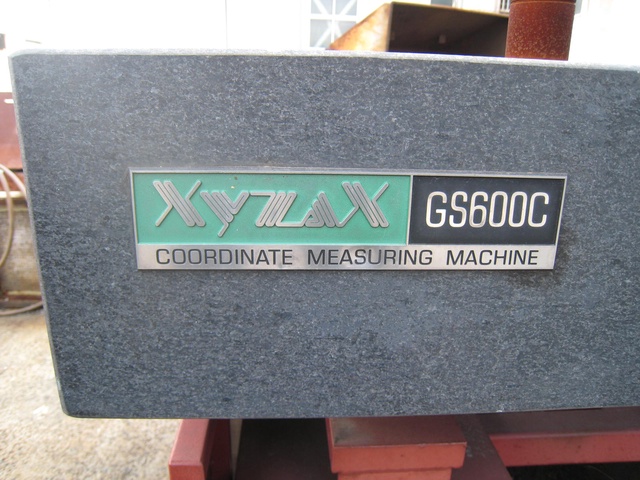 XyzaX GS600C
COORDINATE MEASURING MACHINE